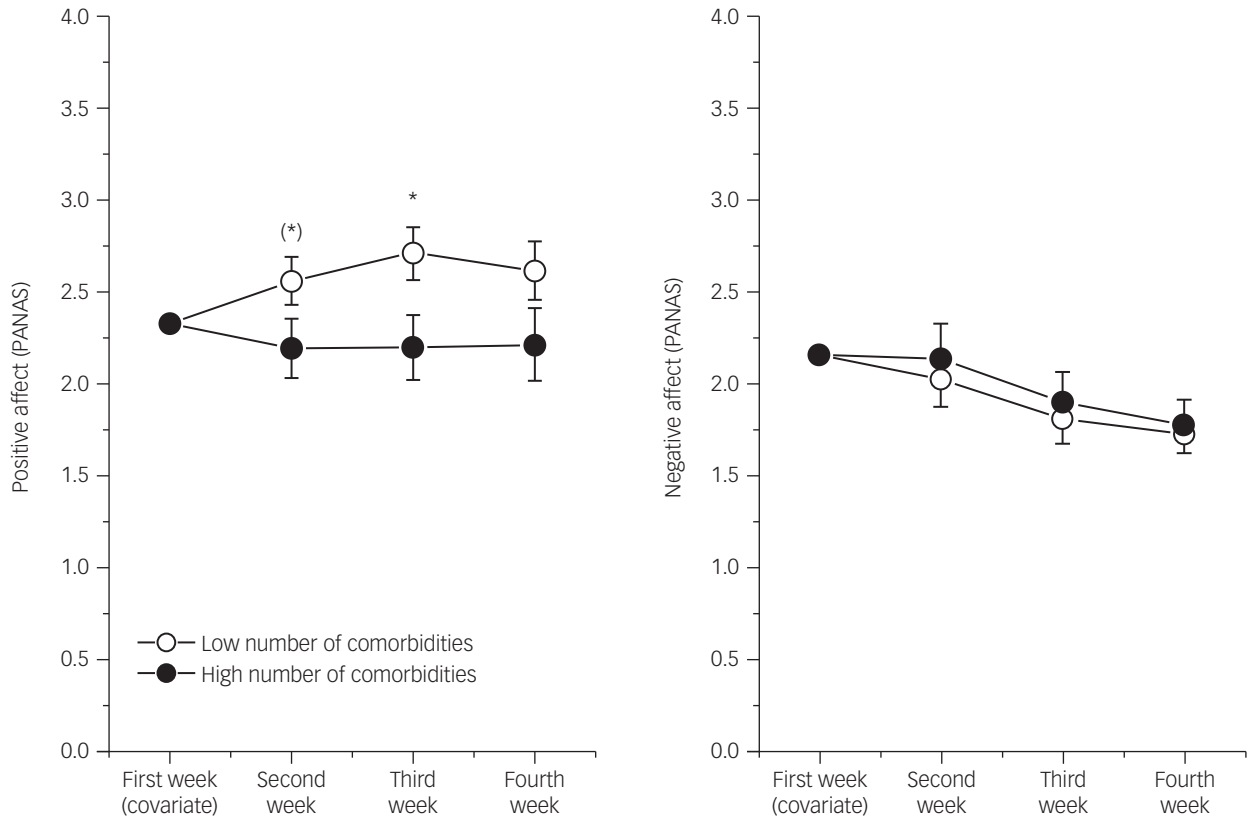 Positive affect (PANAS)
4.0
3.5
3.0
2.5
2.0
1.5
1.0
0.5
0.0
(*)
*
Low number of comorbidities
High number of comorbidities
First week
(covariate)
Second
week
Third
week
Fourth
week
Negative affect (PANAS)
4.0
3.5
3.0
2.5
2.0
1.5
1.0
0.5
0.0
First week
(covariate)
Second
week
Third
week
Fourth
week